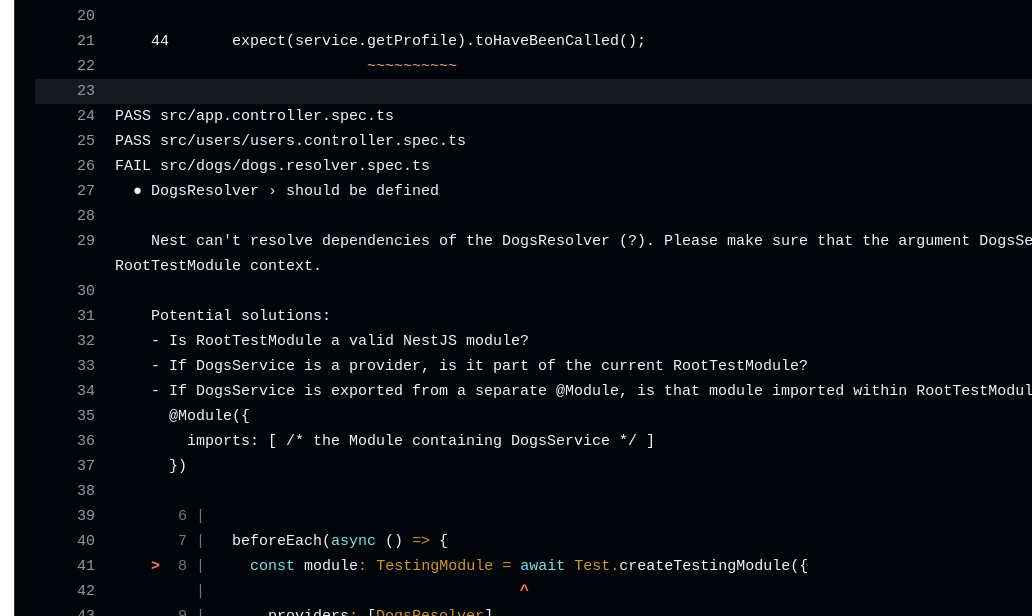 20
21 44 expect(service.getProfile).toHaveBeenCalled();
22 ~~~~~~~~~~
23
24 PASS src/app.controller.spec.ts
25 PASS src/users/users.controller.spec.ts
26 FAIL src/dogs/dogs.resolver.spec.ts
27 ● DogsResolver › should be defined
28
29 Nest can't resolve dependencies of the DogsResolver (?). Please make sure that the argument DogsSe
RootTestModule context.
30
31 Potential solutions:
32 - Is RootTestModule a valid NestJS module?
33 - If DogsService is a provider, is it part of the current RootTestModule?
34 - If DogsService is exported from a separate @Module, is that module imported within RootTestModul
35 @Module({
36 imports: [ /* the Module containing DogsService */ ]
37 })
38
39 6 |
40 7 | beforeEach(async () => {
41 > 8 | const module: TestingModule = await Test.createTestingModule({
42 | ^
43 9 | providers: [DogsResolver]